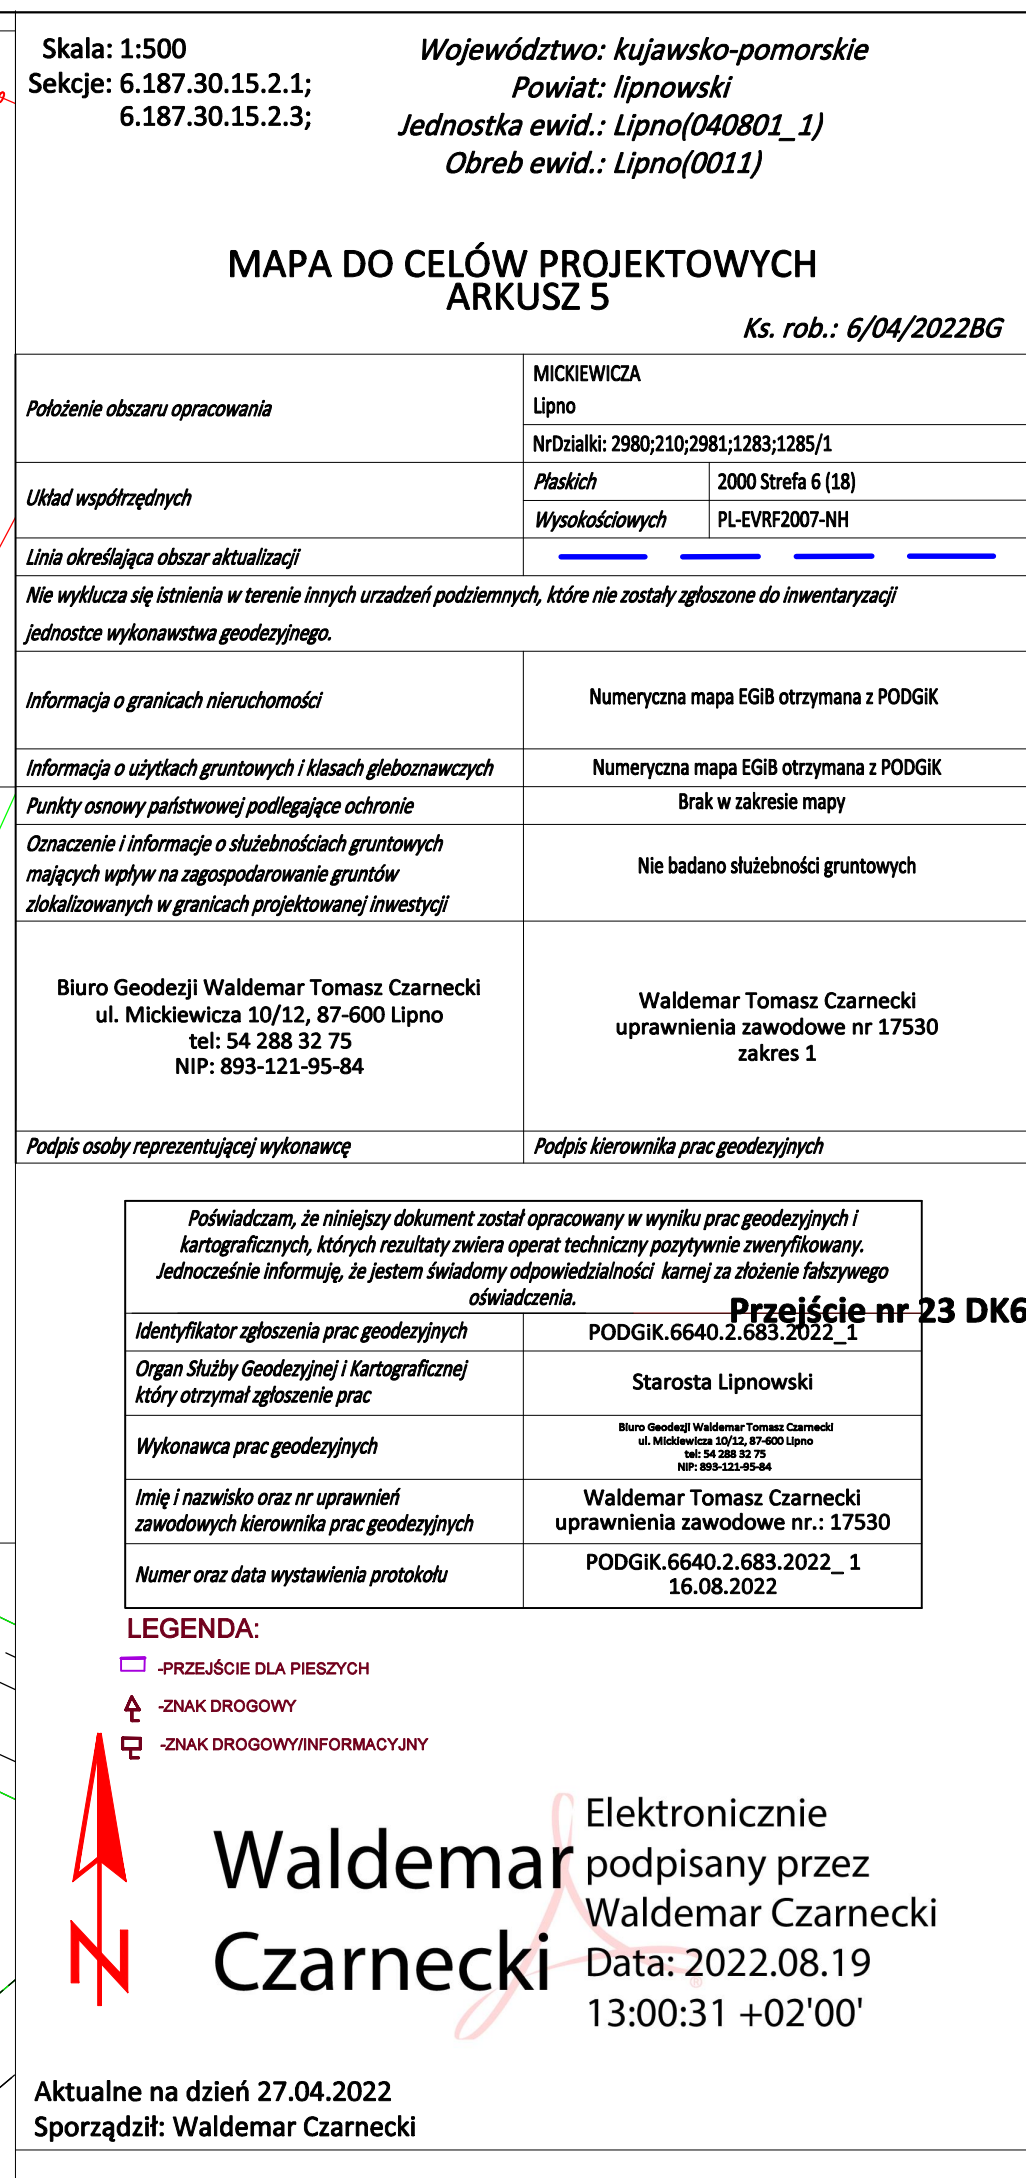 Skala: 1:500
Sekcje: 6.187.30.15.2.1;
6.187.30.15.2.3;
Województwo: kujawsko-pomorskie
Powiat: lipnowski
Jednostka ewid.: Lipno(040801_1)
Obreb ewid.: Lipno(0011)
MAPA DO CELÓW PROJEKTOWYCH
ARKUSZ 5
Ks. rob.: 6/04/2022BG
Położenie obszaru opracowania
MICKIEWICZA
Lipno
NrDzialki: 2980;210;2981;1283;1285/1
Układ współrzędnych
Płaskich
2000 Strefa 6 (18)
Wysokościowych
PL-EVRF2007-NH
Linia określająca obszar aktualizacji
Nie wyklucza się istnienia w terenie innych urzadzeń podziemnych, które nie zostały zgłoszone do inwentaryzacji
jednostce wykonawstwa geodezyjnego.
Informacja o granicach nieruchomości
Numeryczna mapa EGiB otrzymana z PODGiK
Informacja o użytkach gruntowych i klasach gleboznawczych
Numeryczna mapa EGiB otrzymana z PODGiK
Punkty osnowy państwowej podlegające ochronie
Brak w zakresie mapy
Oznaczenie i informacje o służebnościach gruntowych
mających wpływ na zagospodarowanie gruntów
zlokalizowanych w granicach projektowanej inwestycji
Nie badano służebności gruntowych
Biuro Geodezji Waldemar Tomasz Czarnecki
ul. Mickiewicza 10/12, 87-600 Lipno
tel: 54 288 32 75
NIP: 893-121-95-84
Waldemar Tomasz Czarnecki
uprawnienia zawodowe nr 17530
zakres 1
Podpis osoby reprezentującej wykonawcę
Podpis kierownika prac geodezyjnych
Poświadczam, że niniejszy dokument został opracowany w wyniku prac geodezyjnych i
kartograficznych, których rezultaty zwiera operat techniczny pozytywnie zweryfikowany.
Jednocześnie informuję, że jestem świadomy odpowiedzialności karnej za złożenie fałszywego
oświadczenia.
Przejście nr 23 DK6
Identyfikator zgłoszenia prac geodezyjnych
PODGiK.6640.2.683.2022_1
Organ Służby Geodezyjnej i Kartograficznej
który otrzymał zgłoszenie prac
Starosta Lipnowski
Wykonawca prac geodezyjnych
Biuro Geodezji Waldemar Tomasz Czarnecki
ul. Mickiewicza 10/12, 87-600 Lipno
tel: 54 288 32 75
NIP: 893-121-95-84
Imię i nazwisko oraz nr uprawnień
zawodowych kierownika prac geodezyjnych
Waldemar Tomasz Czarnecki
uprawnienia zawodowe nr.: 17530
Numer oraz data wystawienia protokołu
PODGiK.6640.2.683.2022_ 1
16.08.2022
LEGENDA:
-PRZEJŚCIE DLA PIESZYCH
-ZNAK DROGOWY
-ZNAK DROGOWY/INFORMACYJNY
N
Waldemar
Czarnecki
Elektronicznie
podpisany przez
Waldemar Czarnecki
Data: 2022.08.19
13:00:31 +02'00'
Aktualne na dzień 27.04.2022
Sporządził: Waldemar Czarnecki